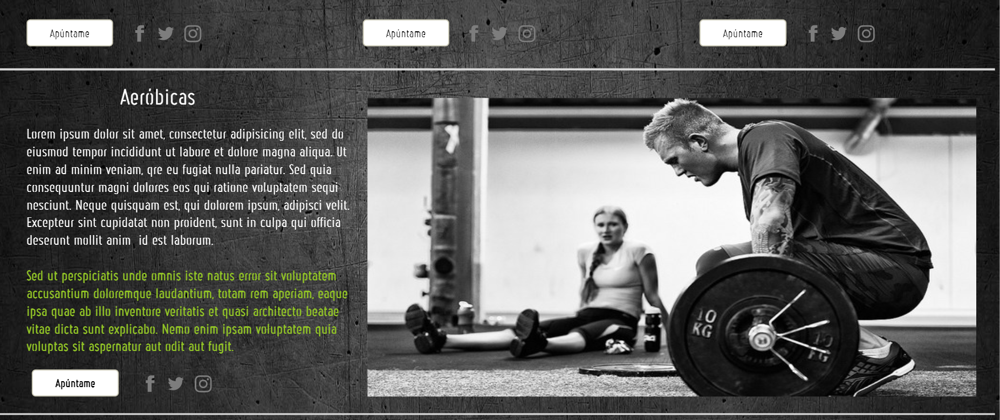 Apúntame
Apúntame
Apúntame
Aeróbicas
Lorem ipsum dolor sit amet, consectetur adipisicing elit, sed do
eiusmod tempor incididunt ut labore et dolore magna aliqua. Ut
enim ad minim veniam, qre eu fugiat nulla pariatur. Sed quia
consequuntur magni dolores eos qui ratione voluptatem sequi
nesciunt. Neque quisquam est, qui dolorem ipsum, adipisci velit.
Excepteur sint cupidatat non proident, sunt in culpa qui officia
deserunt mollit anim  id est laborum.
Sed ut perspiciatis unde omnis iste natus error sit voluptatem
accusantium doloremque laudantium, totam rem aperiam, eaque
ipsa quae ab illo inventore veritatis et quasi architecto beatae
vitae dicta sunt explicabo. Nemo enim ipsam voluptatem quia
voluptas sit aspernatur aut odit aut fugit.
Apúntame
10
KG
10
KG